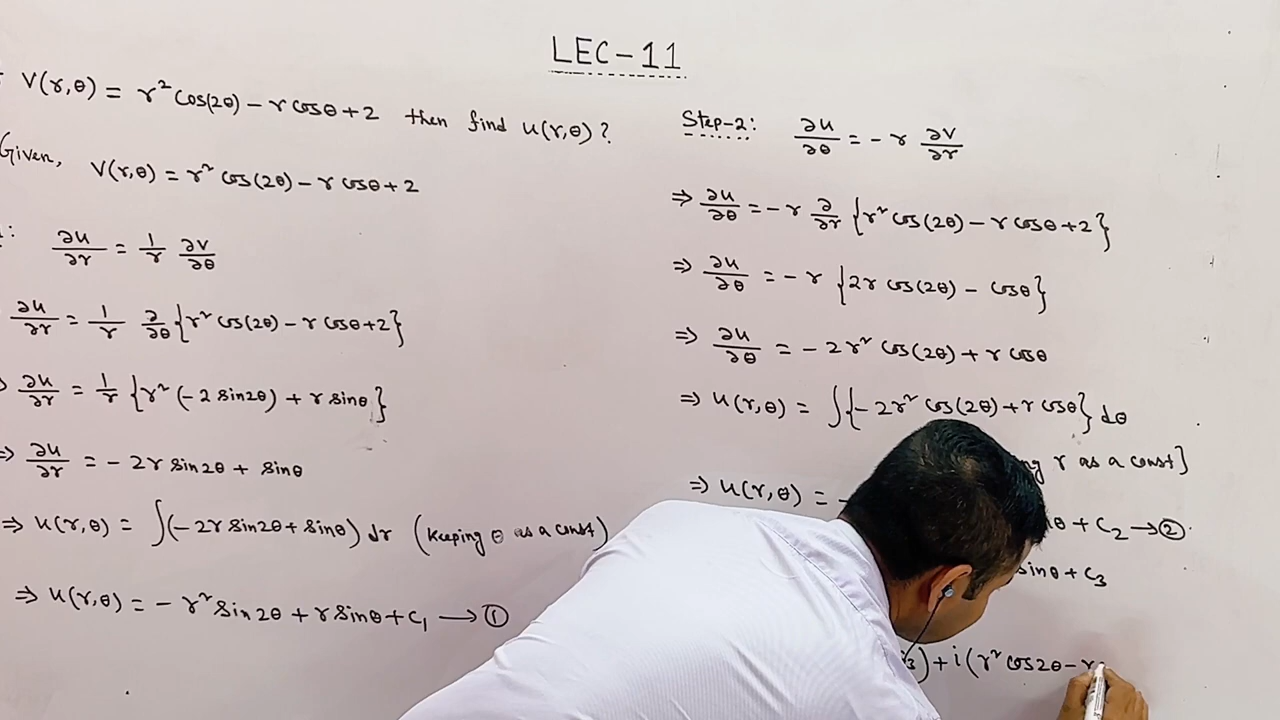 LEC-11
V(r,θ) = r² cos(2θ) - r cosθ + 2 then find u(r,θ)?
Given, V(r,θ) = r² cos(2θ) - r cosθ + 2
∂u/∂r = 1/r ∂v/∂θ
∂u/∂r = 1/r ∂/∂θ {r² cos(2θ) - r cosθ + 2}
⇒ ∂u/∂r = 1/r {r² (-2 sin2θ) + r sinθ}
⇒ ∂u/∂r = -2r sin2θ + sinθ
⇒ u(r,θ) = ∫(-2r sin2θ + sinθ) dr (keeping θ as a const)
⇒ u(r,θ) = - r² sin2θ + r sinθ + C₁ → ①
Step-2: ∂u/∂θ = - r ∂v/∂r
⇒ ∂u/∂θ = - r ∂/∂r {r² cos(2θ) - r cosθ + 2}
⇒ ∂u/∂θ = - r {2r cos(2θ) - cosθ}
⇒ ∂u/∂θ = - 2r² cos(2θ) + r cosθ
⇒ u(r,θ) = ∫{-2r² cos(2θ) + r cosθ} dθ
r as a const]
⇒ u(r,θ) = -
θ + C₂ → ②
sinθ + C₃
) + i(r² cos2θ - r